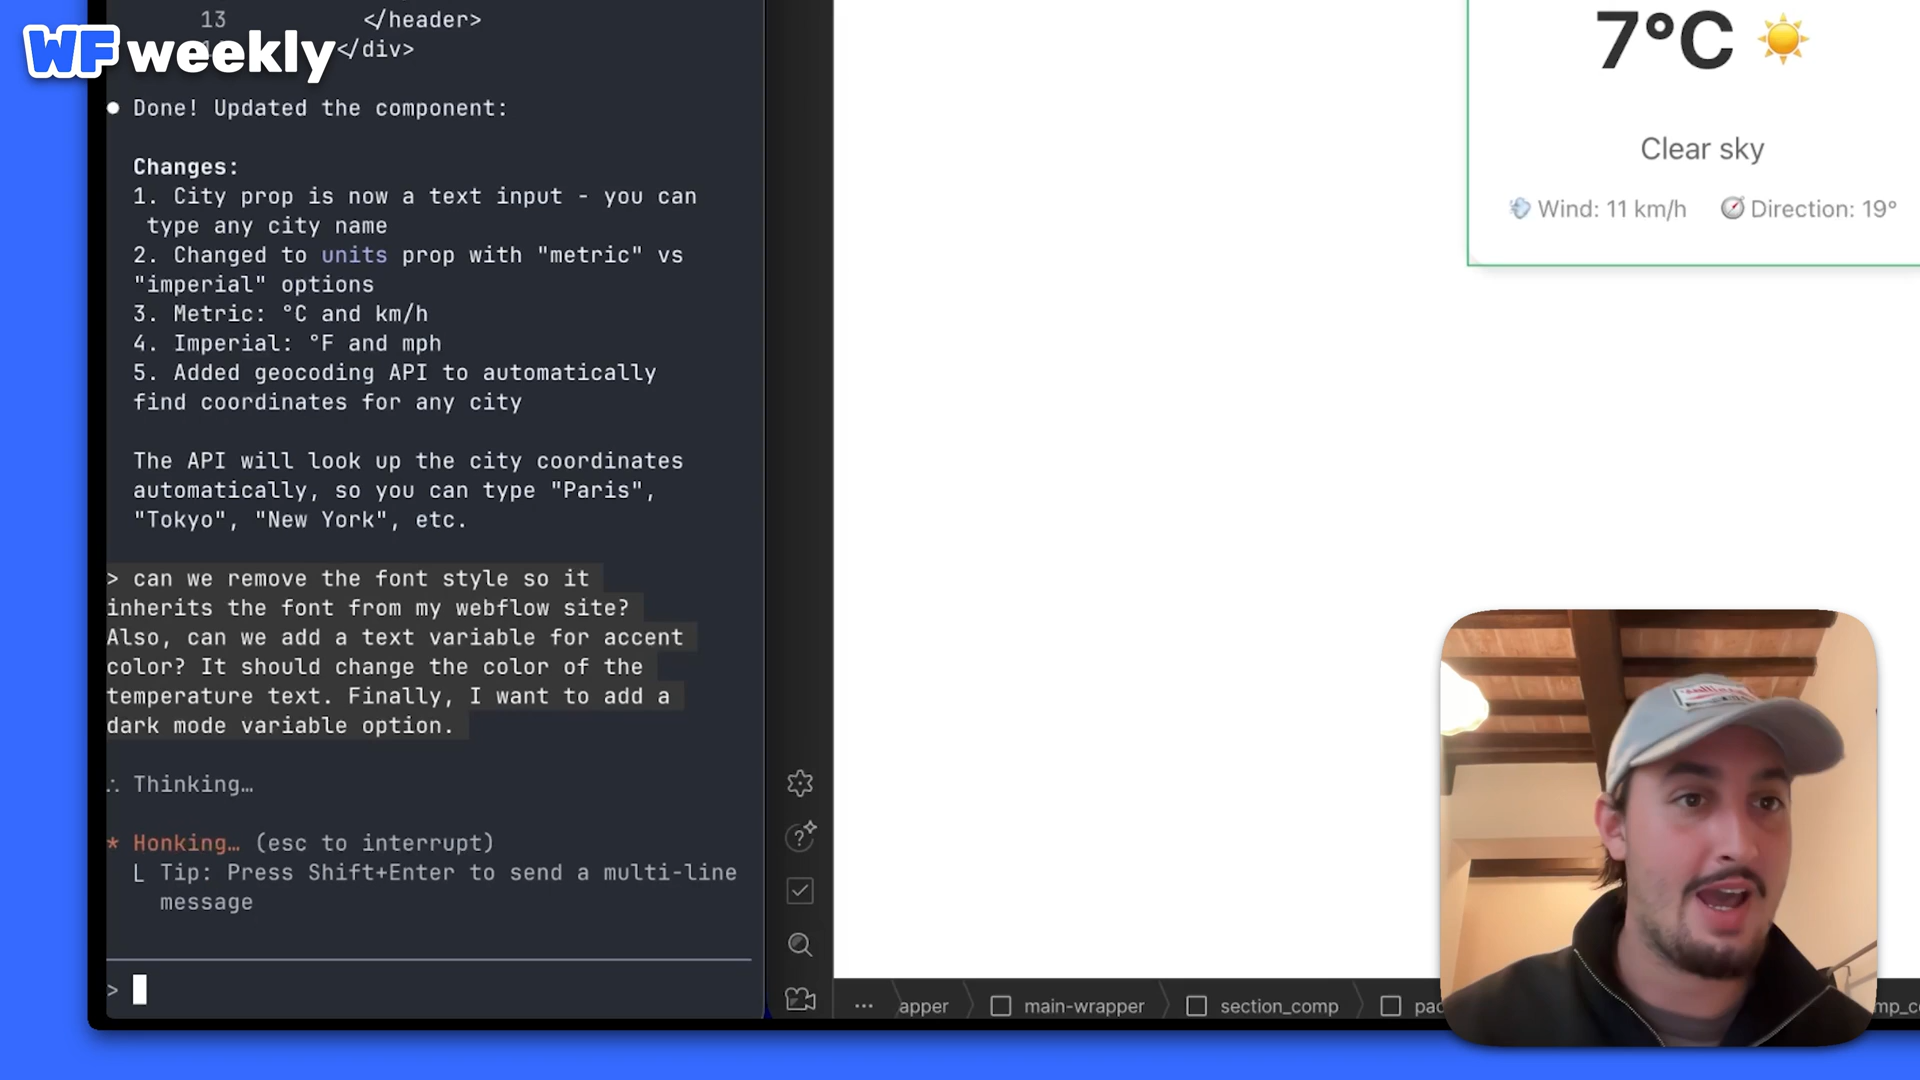 WF weekly
13 </header>
</div>
Done! Updated the component:
Changes:
1. City prop is now a text input - you can
type any city name
2. Changed to units prop with "metric" vs
"imperial" options
3. Metric: °C and km/h
4. Imperial: °F and mph
5. Added geocoding API to automatically
find coordinates for any city
The API will look up the city coordinates
automatically, so you can type "Paris",
"Tokyo", "New York", etc.
> can we remove the font style so it
inherits the font from my webflow site?
Also, can we add a text variable for accent
color? It should change the color of the
temperature text. Finally, I want to add a
dark mode variable option.
∴ Thinking…
* Honking… (esc to interrupt)
L Tip: Press Shift+Enter to send a multi-line
message
>
7°C
Clear sky
Wind: 11 km/h Direction: 19°
... apper main-wrapper section_comp pac mp_c